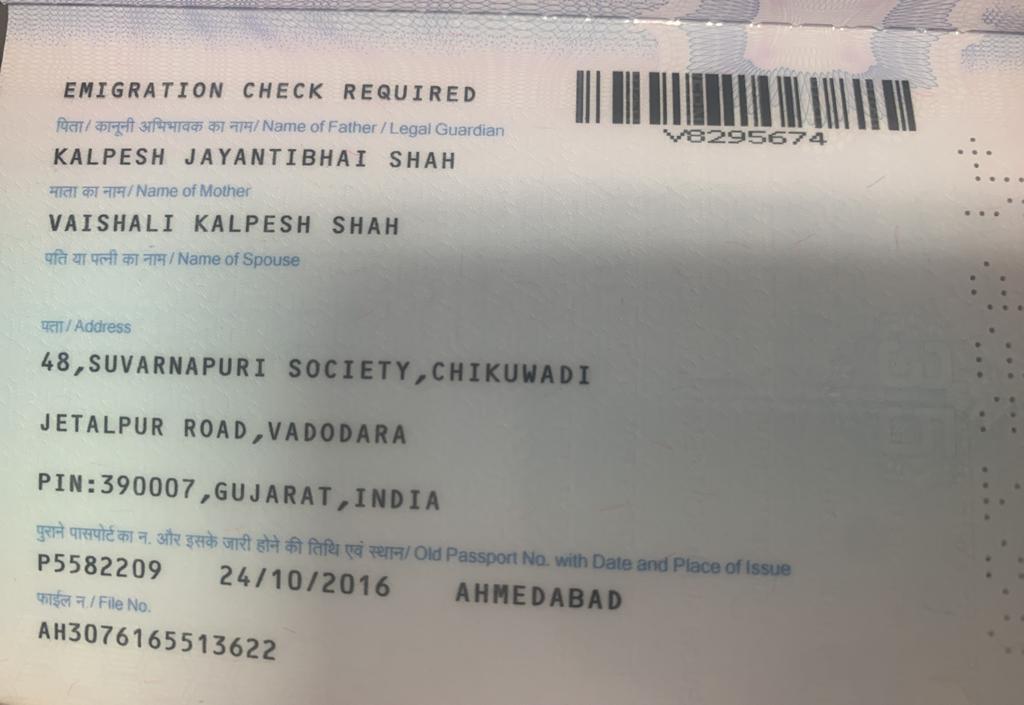 EMIGRATION CHECK REQUIRED
V8295674
पिता / कानूनी अभिभावक का नाम / Name of Father / Legal Guardian
KALPESH JAYANTIBHAI SHAH
माता का नाम / Name of Mother
VAISHALI KALPESH SHAH
पति या पत्नी का नाम / Name of Spouse
पता / Address
48,SUVARNAPURI SOCIETY,CHIKUWADI
JETALPUR ROAD,VADODARA
PIN:390007,GUJARAT,INDIA
पुराने पासपोर्ट का न. और इसके जारी होने की तिथि एवं स्थान / Old Passport No. with Date and Place of Issue
P5582209 24/10/2016 AHMEDABAD
फाईल न. / File No.
AH3076165513622